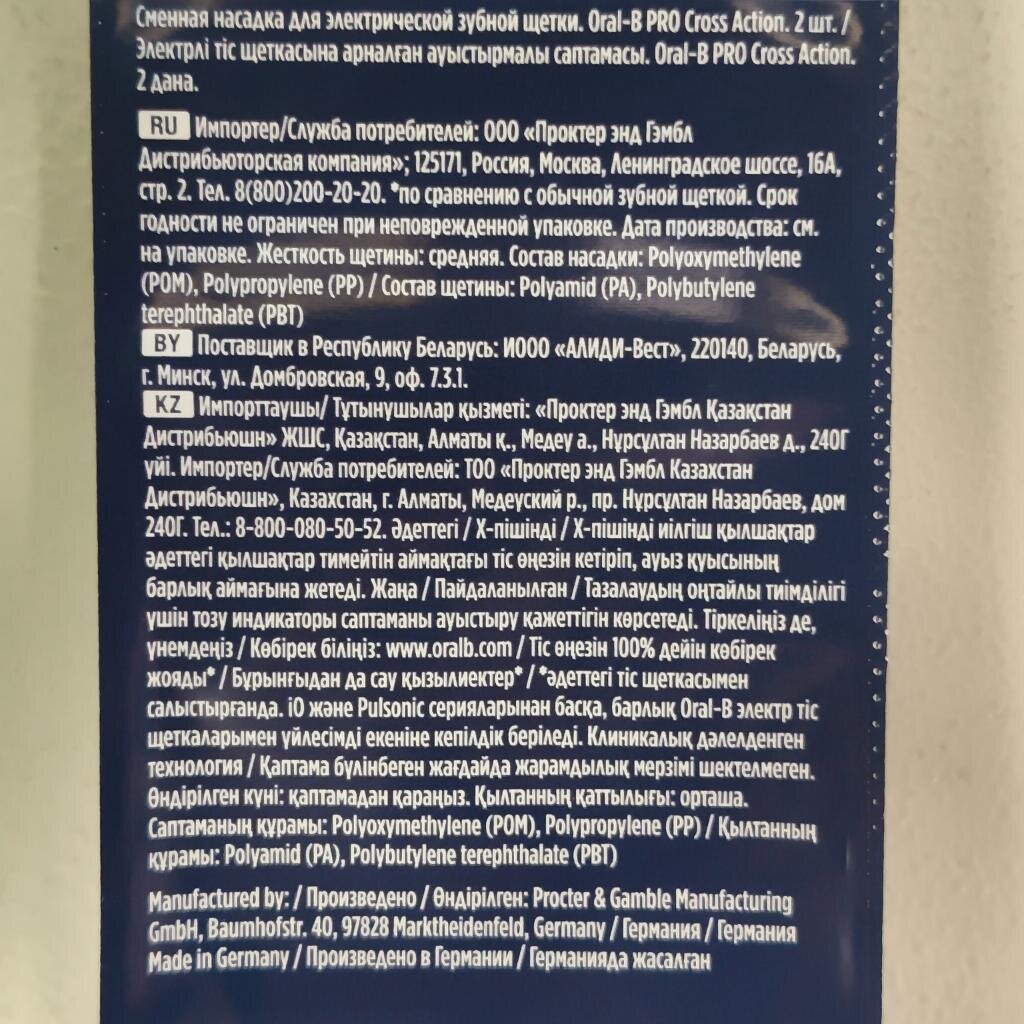 Сменная насадка для электрической зубной щетки. Oral-B PRO Cross Action. 2 шт. /
Электрлі тіс щеткасына арналған ауыстырмалы саптамасы. Oral-B PRO Cross Action.
2 дана.
RU Импортер/Служба потребителей: ООО «Проктер энд Гэмбл
Дистрибьюторская компания»; 125171, Россия, Москва, Ленинградское шоссе, 16А,
стр. 2. Тел. 8(800)200-20-20. *по сравнению с обычной зубной щеткой. Срок
годности не ограничен при неповрежденной упаковке. Дата производства: см.
на упаковке. Жесткость щетины: средняя. Состав насадки: Polyoxymethylene
(POM), Polypropylene (PP) / Состав щетины: Polyamid (PA), Polybutylene
terephthalate (PBT)
BY Поставщик в Республику Беларусь: ИООО «АЛИДИ-Вест», 220140, Беларусь,
г. Минск, ул. Домбровская, 9, оф. 7.3.1.
KZ Импорттаушы/ Тұтынушылар қызметі: «Проктер энд Гэмбл Қазақстан
Дистрибьюшн» ЖШС, Қазақстан, Алматы қ., Медеу а., Нұрсұлтан Назарбаев д., 240Г
үйі. Импортер/Служба потребителей: ТОО «Проктер энд Гэмбл Казахстан
Дистрибьюшн», Казахстан, г. Алматы, Медеуский р., пр. Нұрсұлтан Назарбаев, дом
240Г. Тел.: 8-800-080-50-52. Әдеттегі / Х-пішінді / Х-пішінді иілгіш қылшақтар
әдеттегі қылшақтар тимейтін аймақтағы тіс өңезін кетіріп, ауыз қуысының
барлық аймағына жетеді. Жаңа / Пайдаланылған / Тазалаудың оңтайлы тиімділігі
үшін тозу индикаторы саптаманы ауыстыру қажеттігін көрсетеді. Тіркеліңіз де,
үнемдеңіз / Көбірек біліңіз: www.oralb.com / Тіс өңезін 100% дейін көбірек
жояды* / Бұрынғыдан да сау қызылиектер* / *әдеттегі тіс щеткасымен
салыстырғанда. iO және Pulsonic серияларынан басқа, барлық Oral-B электр тіс
щеткаларымен үйлесімді екеніне кепілдік беріледі. Клиникалық дәлелденген
технология / Қаптама бүлінбеген жағдайда жарамдылық мерзімі шектелмеген.
Өндірілген күні: қаптамадан қараңыз. Қылтанның қаттылығы: орташа.
Саптаманың құрамы: Polyoxymethylene (POM), Polypropylene (PP) / Қылтанның
құрамы: Polyamid (PA), Polybutylene terephthalate (PBT)
Manufactured by: / Произведено / Өндірілген: Procter & Gamble Manufacturing
GmbH, Baumhofstr. 40, 97828 Marktheidenfeld, Germany / Германия / Германия
Made in Germany / Произведено в Германии / Германияда жасалған